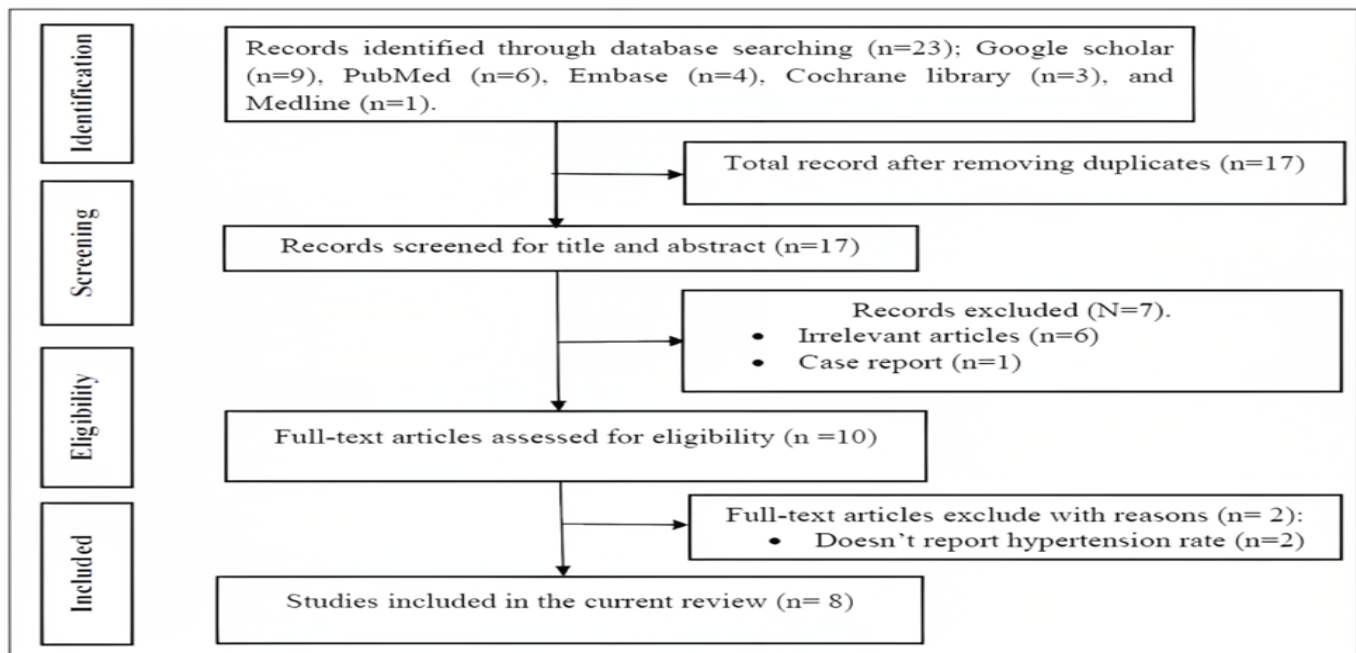 Identification
Records identified through database searching (n=23); Google scholar
(n=9), PubMed (n=6), Embase (n=4), Cochrane library (n=3), and
Medline (n=1).
Total record after removing duplicates (n=17)
Screening
Records screened for title and abstract (n=17)
Records excluded (N=7).
• Irrelevant articles (n=6)
• Case report (n=1)
Eligibility
Full-text articles assessed for eligibility (n =10)
Full-text articles exclude with reasons (n= 2):
• Doesn't report hypertension rate (n=2)
Included
Studies included in the current review (n= 8)